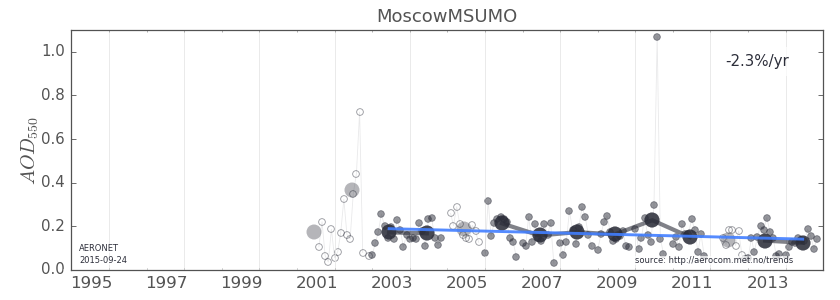 MoscowMSUMO
1.0
0.8
0.6
0.4
0.2
0.0
AOD550
-2.3%/yr
AERONET
2015-09-24
source: http://aerocom.met.no/trends
1995 1997 1999 2001 2003 2005 2007 2009 2011 2013